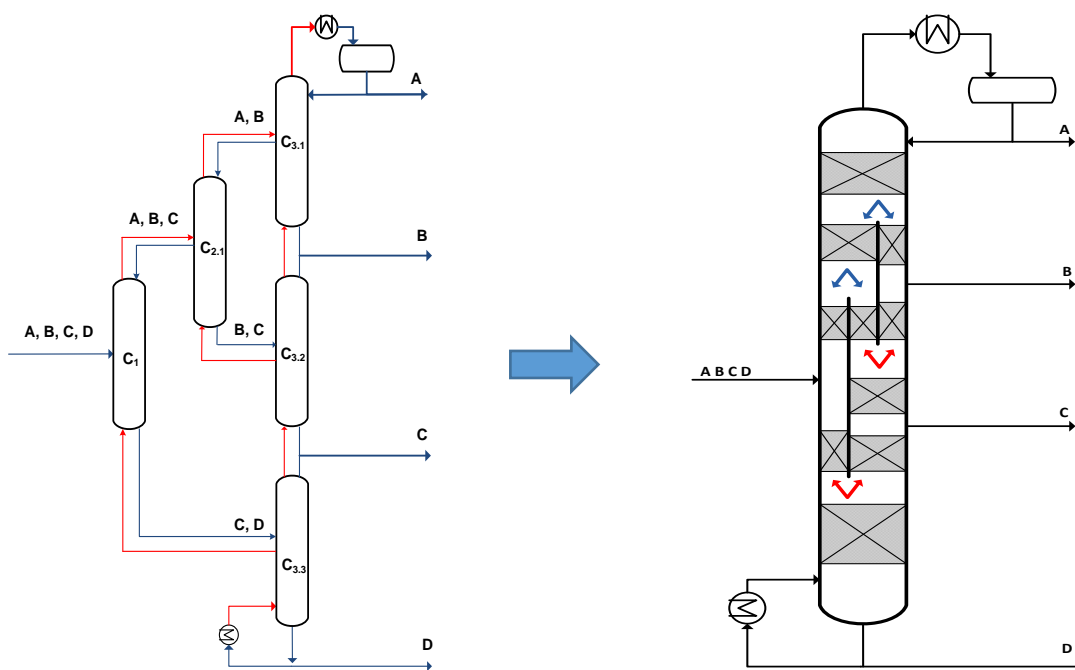 A
A, B
C3.1
A, B, C
C2.1
B
A, B, C, D
C1
B, C
C3.2
C
C, D
C3.3
D
A
B
A B C D
C
D